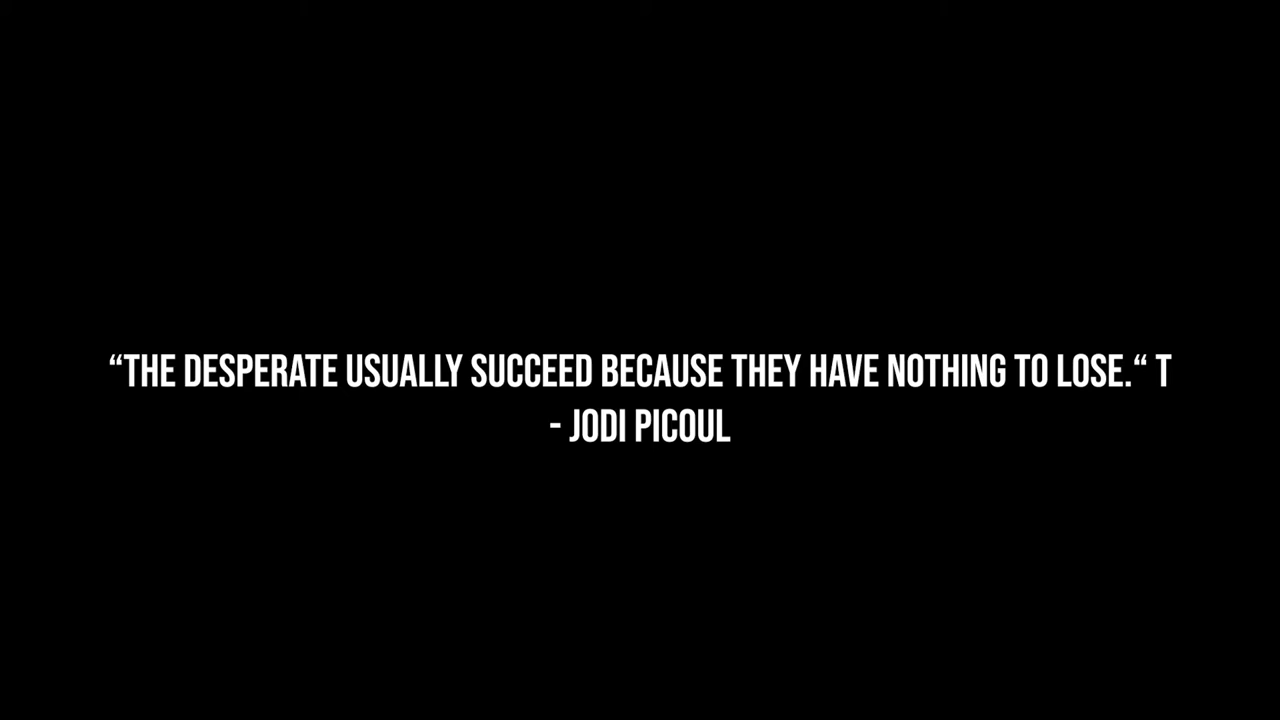 “THE DESPERATE USUALLY SUCCEED BECAUSE THEY HAVE NOTHING TO LOSE.“ T
- JODI PICOUL